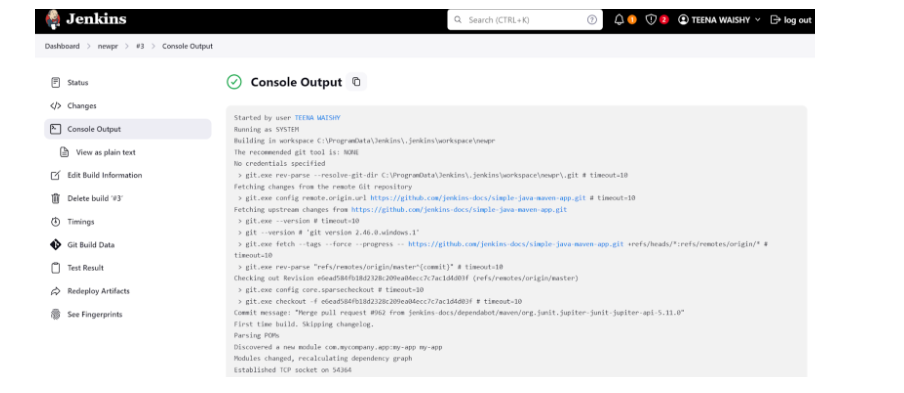 Jenkins
Search (CTRL+K)
1
2
TEENA WAISHY
log out
Dashboard > newpr > #3 > Console Output
Status
Changes
Console Output
View as plain text
Edit Build Information
Delete build '#3'
Timings
Git Build Data
Test Result
Redeploy Artifacts
See Fingerprints
Console Output
Started by user TEENA WAISHY
Running as SYSTEM
Building in workspace C:\ProgramData\Jenkins\.jenkins\workspace\newpr
The recommended git tool is: NONE
No credentials specified
> git.exe rev-parse --resolve-git-dir C:\ProgramData\Jenkins\.jenkins\workspace\newpr\.git # timeout=10
Fetching changes from the remote Git repository
> git.exe config remote.origin.url https://github.com/jenkins-docs/simple-java-maven-app.git # timeout=10
Fetching upstream changes from https://github.com/jenkins-docs/simple-java-maven-app.git
> git.exe --version # timeout=10
> git --version # 'git version 2.46.0.windows.1'
> git.exe fetch --tags --force --progress -- https://github.com/jenkins-docs/simple-java-maven-app.git +refs/heads/*:refs/remotes/origin/* #
timeout=10
> git.exe rev-parse "refs/remotes/origin/master^{commit}" # timeout=10
Checking out Revision (refs/remotes/origin/master)
> git.exe config core.sparsecheckout # timeout=10
> git.exe checkout -f # timeout=10
Commit message: "Merge pull request #962 from jenkins-docs/dependabot/maven/org.junit.jupiter-junit-jupiter-api-5.11.0"
First time build. Skipping changelog.
Parsing POMs
Discovered a new module com.mycompany.app:my-app my-app
Modules changed, recalculating dependency graph
Established TCP socket on 54364